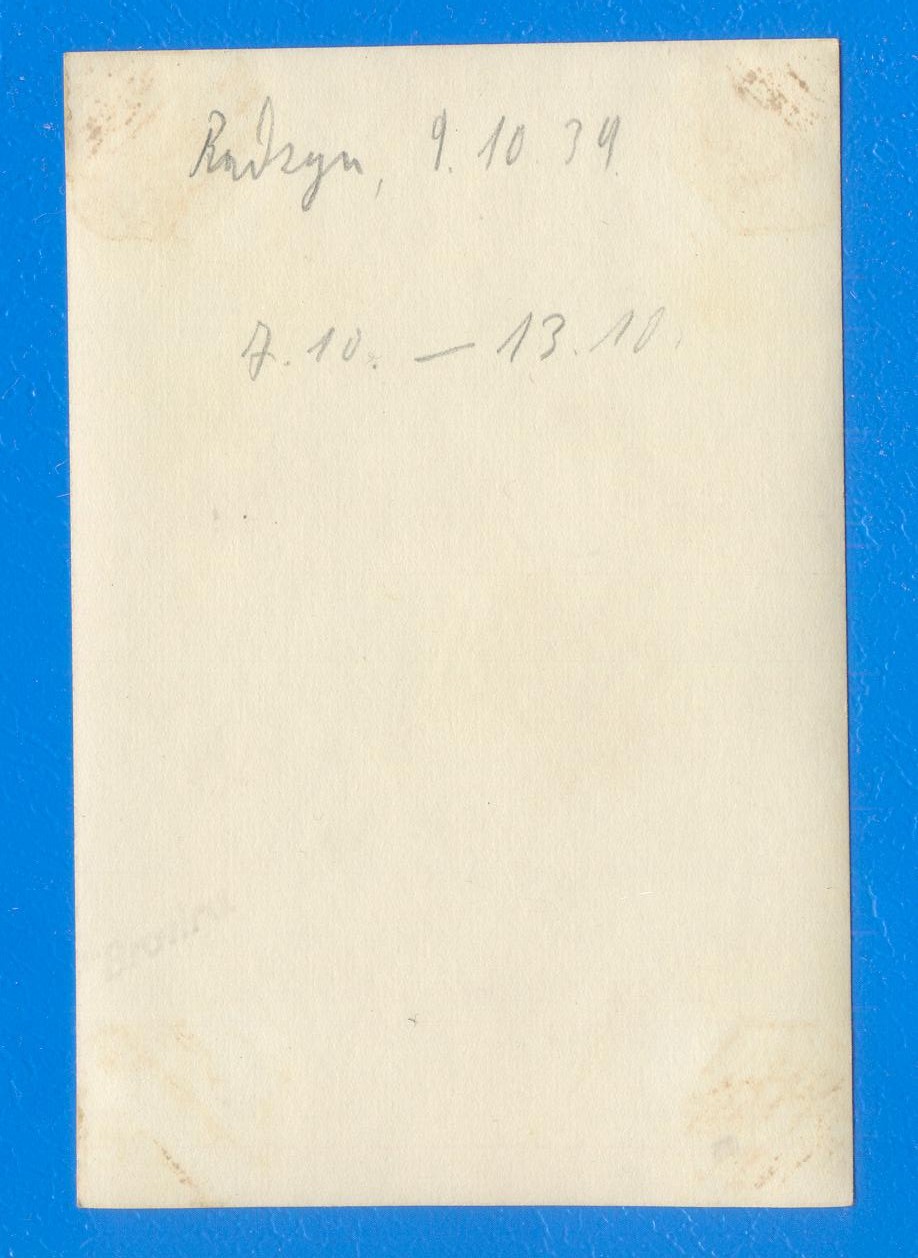 Radzyn, 9. 10 39.
7. 10. — 13. 10.